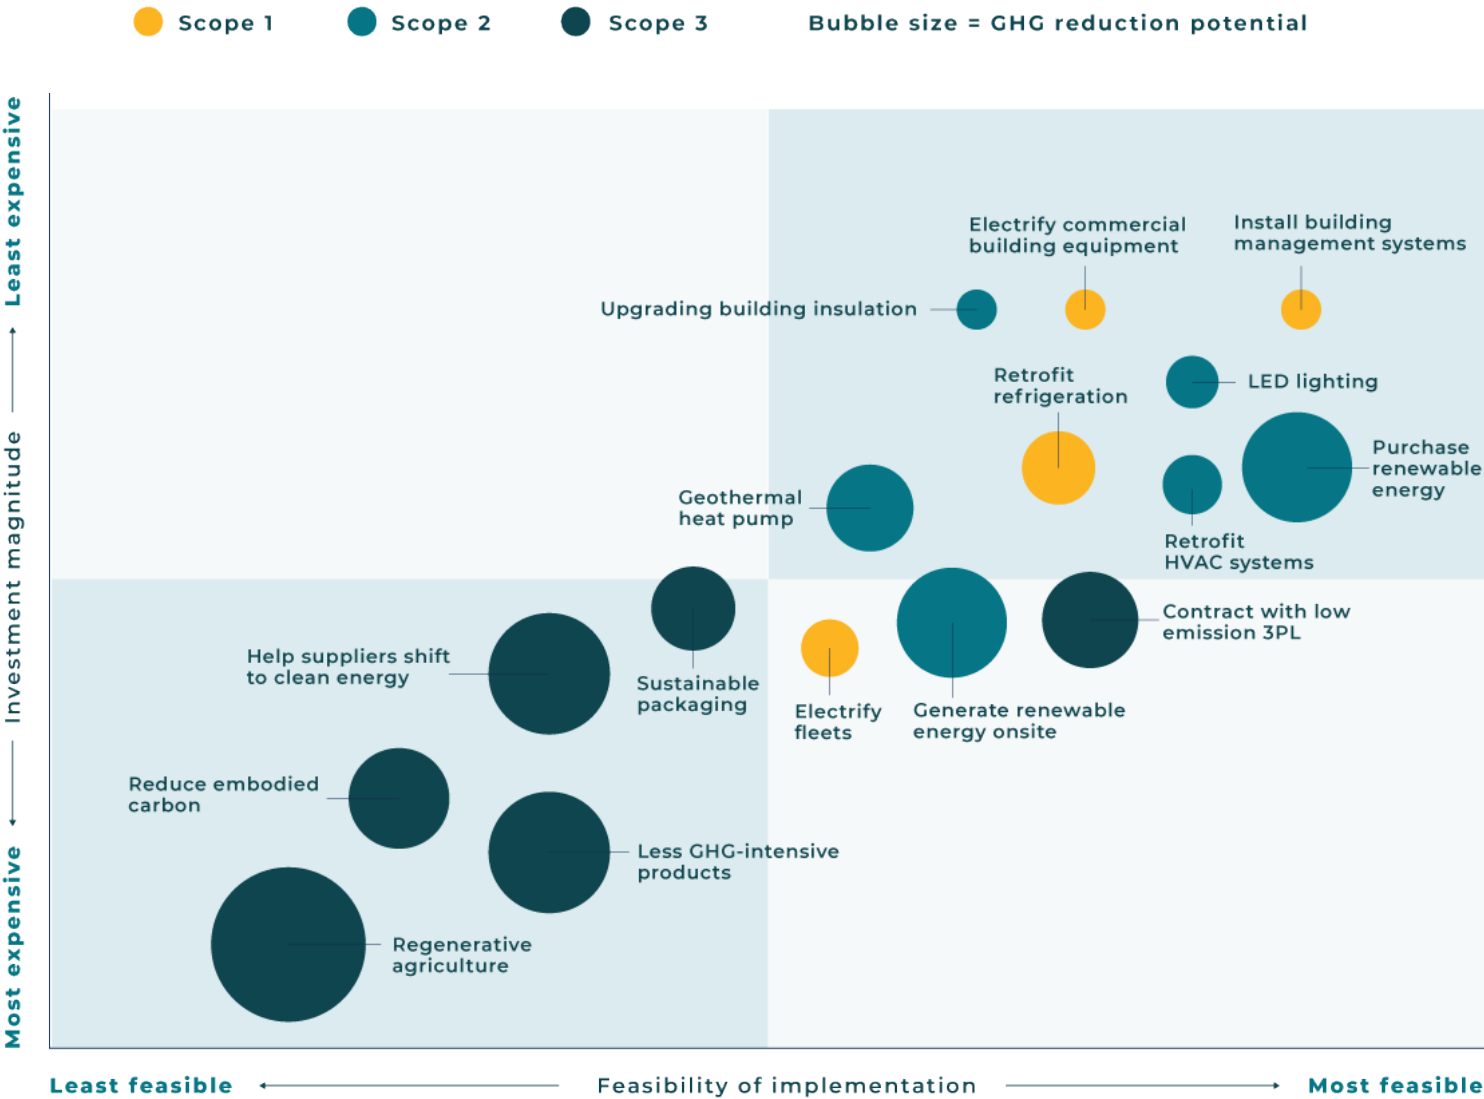 Scope 1
Scope 2
Scope 3
Bubble size = GHG reduction potential
Least expensive
Investment magnitude
Most expensive
Electrify commercial
building equipment
Install building
management systems
Upgrading building insulation
Retrofit
refrigeration
LED lighting
Purchase
renewable
energy
Geothermal
heat pump
Retrofit
HVAC systems
Contract with low
emission 3PL
Help suppliers shift
to clean energy
Sustainable
packaging
Electrify
fleets
Generate renewable
energy onsite
Reduce embodied
carbon
Less GHG-intensive
products
Regenerative
agriculture
Least feasible
Feasibility of implementation
Most feasible